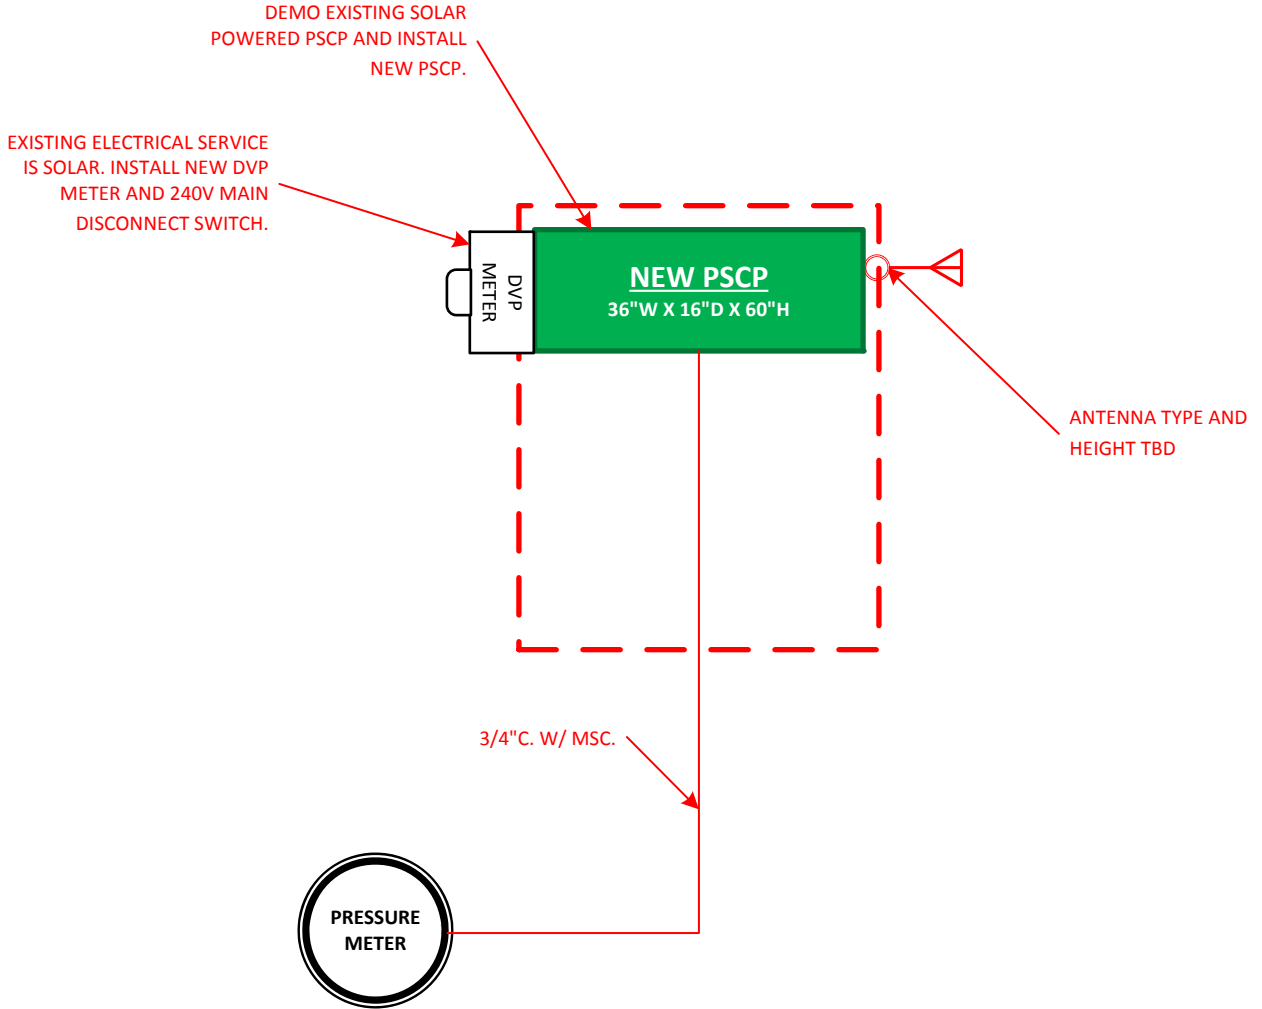 DEMO EXISTING SOLAR
POWERED PSCP AND INSTALL
NEW PSCP.
EXISTING ELECTRICAL SERVICE
IS SOLAR. INSTALL NEW DVP
METER AND 240V MAIN
DISCONNECT SWITCH.
DVP
METER
NEW PSCP
36"W X 16"D X 60"H
ANTENNA TYPE AND
HEIGHT TBD
3/4"C. W/ MSC.
PRESSURE
METER